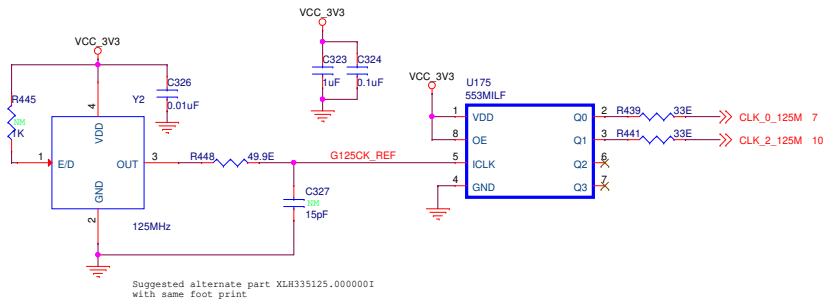 VCC_3V3
VCC_3V3
C323
1uF
C324
0.1uF
VCC_3V3
U175
553MILF
R445
NM
1K
C326
0.01uF
Y2
4
VDD
1
E/D
OUT
3
GND
2
125MHz
R448
49.9E
G125CK_REF
C327
NM
15pF
1
VDD
8
OE
5
ICLK
4
GND
Q0
2
Q1
3
Q2
6
Q3
7
R439
33E
CLK_0_125M 7
R441
33E
CLK_2_125M 10
Suggested alternate part XLH335125.000000I
with same foot print